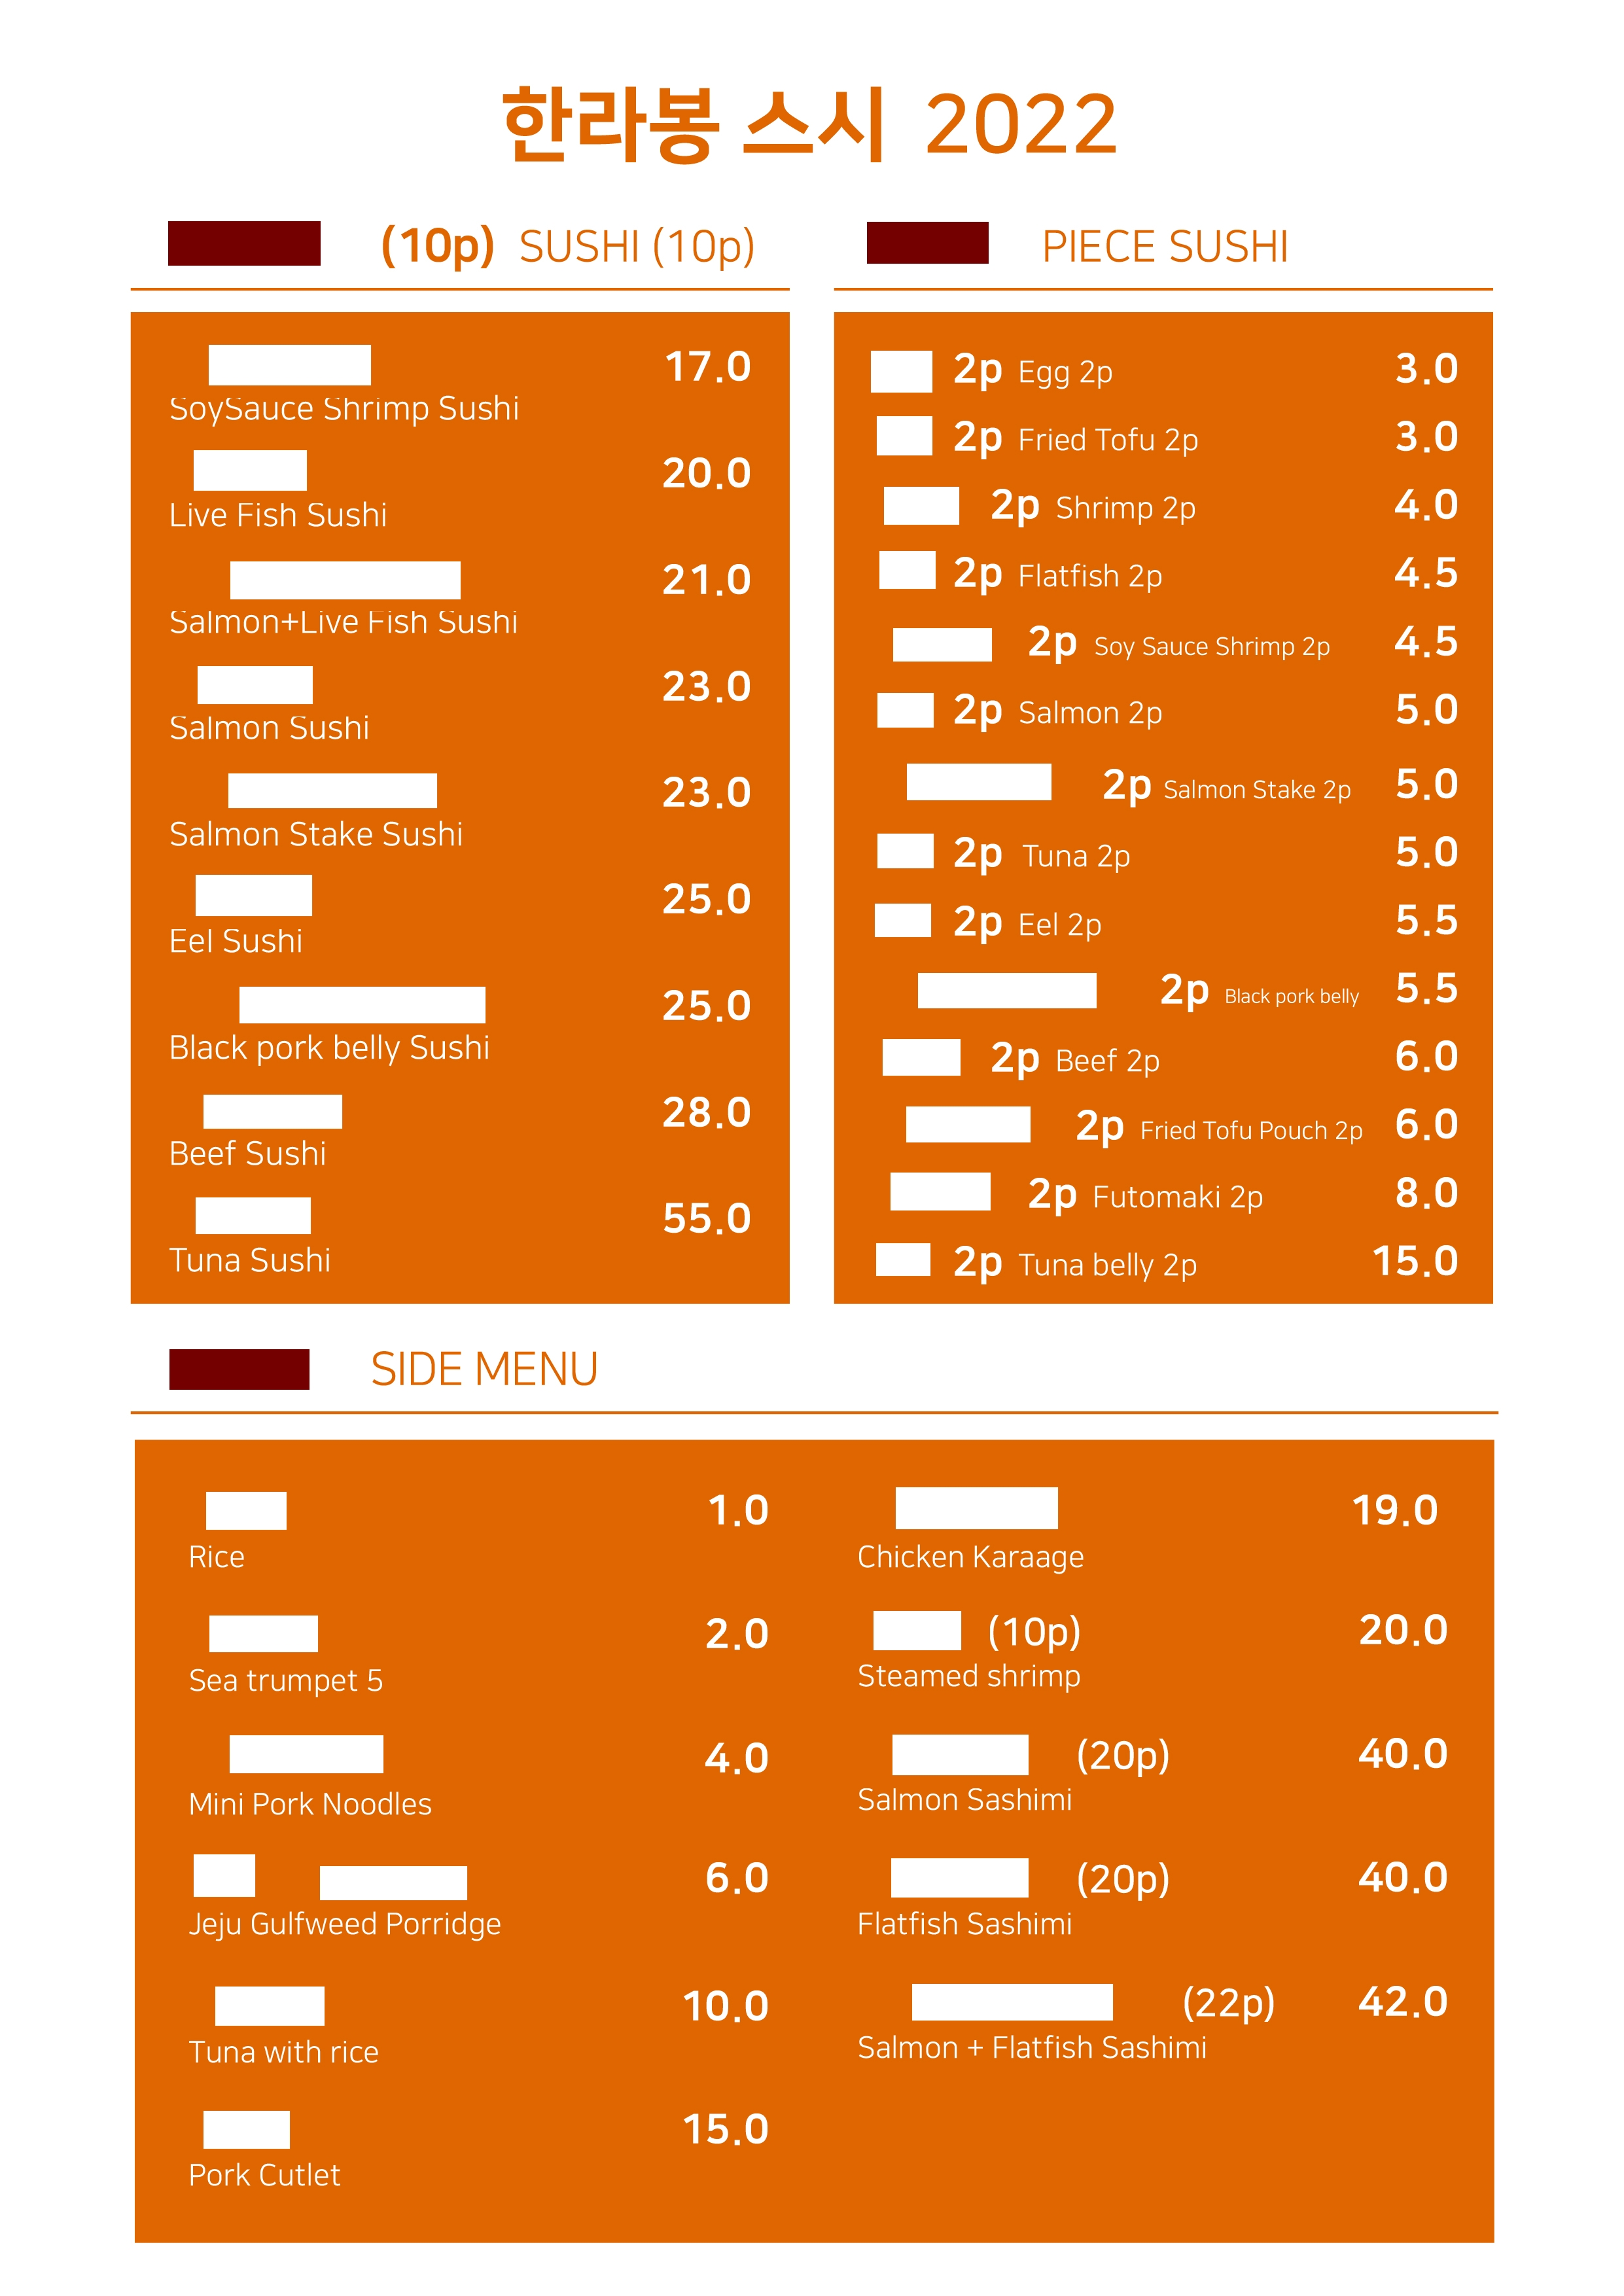 한라봉 스시 2022
(10p) SUSHI (10p)
SoySauce Shrimp Sushi 17.0
Live Fish Sushi 20.0
Salmon+Live Fish Sushi 21.0
Salmon Sushi 23.0
Salmon Stake Sushi 23.0
Eel Sushi 25.0
Black pork belly Sushi 25.0
Beef Sushi 28.0
Tuna Sushi 55.0
PIECE SUSHI
2p Egg 2p 3.0
2p Fried Tofu 2p 3.0
2p Shrimp 2p 4.0
2p Flatfish 2p 4.5
2p Soy Sauce Shrimp 2p 4.5
2p Salmon 2p 5.0
2p Salmon Stake 2p 5.0
2p Tuna 2p 5.0
2p Eel 2p 5.5
2p Black pork belly 5.5
2p Beef 2p 6.0
2p Fried Tofu Pouch 2p 6.0
2p Futomaki 2p 8.0
2p Tuna belly 2p 15.0
SIDE MENU
Rice 1.0
Sea trumpet 5 2.0
Mini Pork Noodles 4.0
Jeju Gulfweed Porridge 6.0
Tuna with rice 10.0
Pork Cutlet 15.0
Chicken Karaage 19.0
(10p) 20.0
Steamed shrimp
(20p) 40.0
Salmon Sashimi
(20p) 40.0
Flatfish Sashimi
(22p) 42.0
Salmon + Flatfish Sashimi